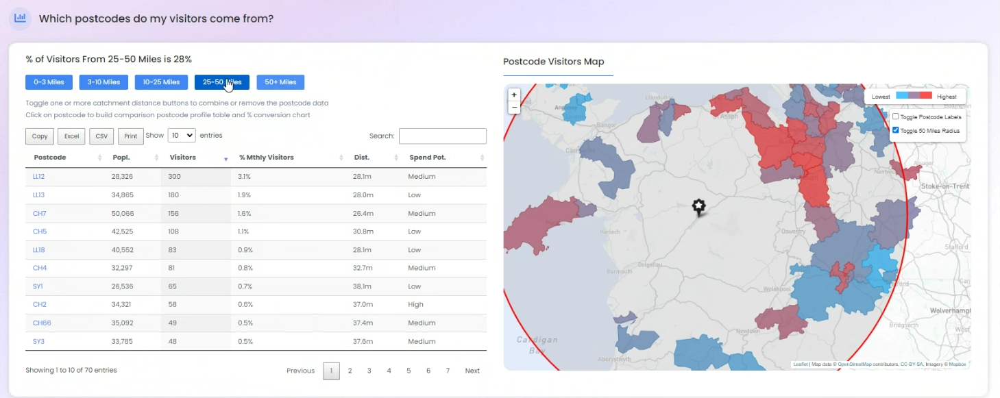 Which postcodes do my visitors come from?
% of Visitors From 25-50 Miles is 28%
0-3 Miles 3-10 Miles 10-25 Miles 25-50 Miles 50+ Miles
Toggle one or more catchment distance buttons to combine or remove the postcode data
Click on postcode to build comparison postcode profile table and % conversion chart
Copy Excel CSV Print Show 10 entries Search:
Postcode Popl. Visitors % Mthly Visitors Dist. Spend Pot.
LL12 28,326 300 3.1% 28.1m Medium
LL13 34,865 180 1.9% 28.0m Low
CH7 50,066 156 1.6% 26.4m Medium
CH5 42,525 108 1.1% 30.8m Low
LL18 40,552 83 0.9% 28.1m Low
CH4 32,297 81 0.8% 32.7m Medium
SY1 26,536 65 0.7% 38.1m Low
CH2 34,321 58 0.6% 37.0m High
CH66 35,092 49 0.5% 37.4m Medium
SY3 33,785 48 0.5% 37.6m Medium
Showing 1 to 10 of 70 entries Previous 1 2 3 4 5 6 7 Next
Postcode Visitors Map
+
−
Lowest Highest
Toggle Postcode Labels
Toggle 50 Miles Radius
Llandudno
St Asaph
Bangor
Alsager
Nantwich
Stoke-on-Trent
Harlech
Oswestry
Stafford
Dolgellau
Barmouth
Welshpool
Wolverhampt
Bridgnorth
West
Newtown
Cardigan
Bay
Aberystwyth
Leaflet | Map data © OpenStreetMap contributors, CC-BY-SA, Imagery © Mapbox